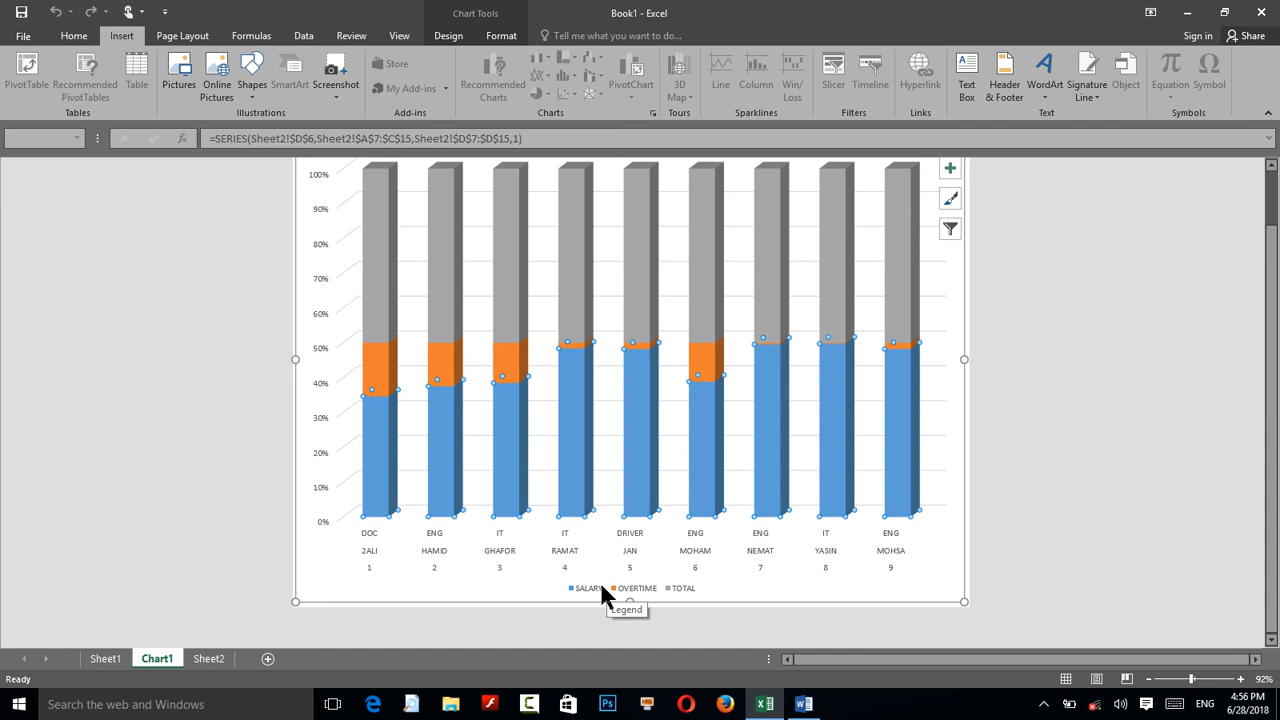 Chart Tools
Book1 - Excel
File Home Insert Page Layout Formulas Data Review View Design Format Tell me what you want to do... Sign in Share
PivotTable Recommended PivotTables Table
Tables
Pictures Online Pictures Shapes SmartArt Screenshot
Illustrations
Store
My Add-ins
Add-ins
Recommended Charts PivotChart
Charts
3D Map
Tours
Line Column Win/Loss
Sparklines
Slicer Timeline
Filters
Hyperlink
Links
Text Box Header & Footer WordArt Signature Line Object
Text
Equation Symbol
Symbols
=SERIES(Sheet2!$D$6,Sheet2!$A$7:$C$15,Sheet2!$D$7:$D$15,1)
100%
90%
80%
70%
60%
50%
40%
30%
20%
10%
0%
DOC ENG IT IT DRIVER ENG ENG IT ENG
2ALI HAMID GHAFOR RAMAT JAN MOHAM NEMAT YASIN MOHSA
1 2 3 4 5 6 7 8 9
SALARY OVERTIME TOTAL
Legend
Sheet1 Chart1 Sheet2
Ready
92%
Search the web and Windows
ENG
4:56 PM
6/28/2018